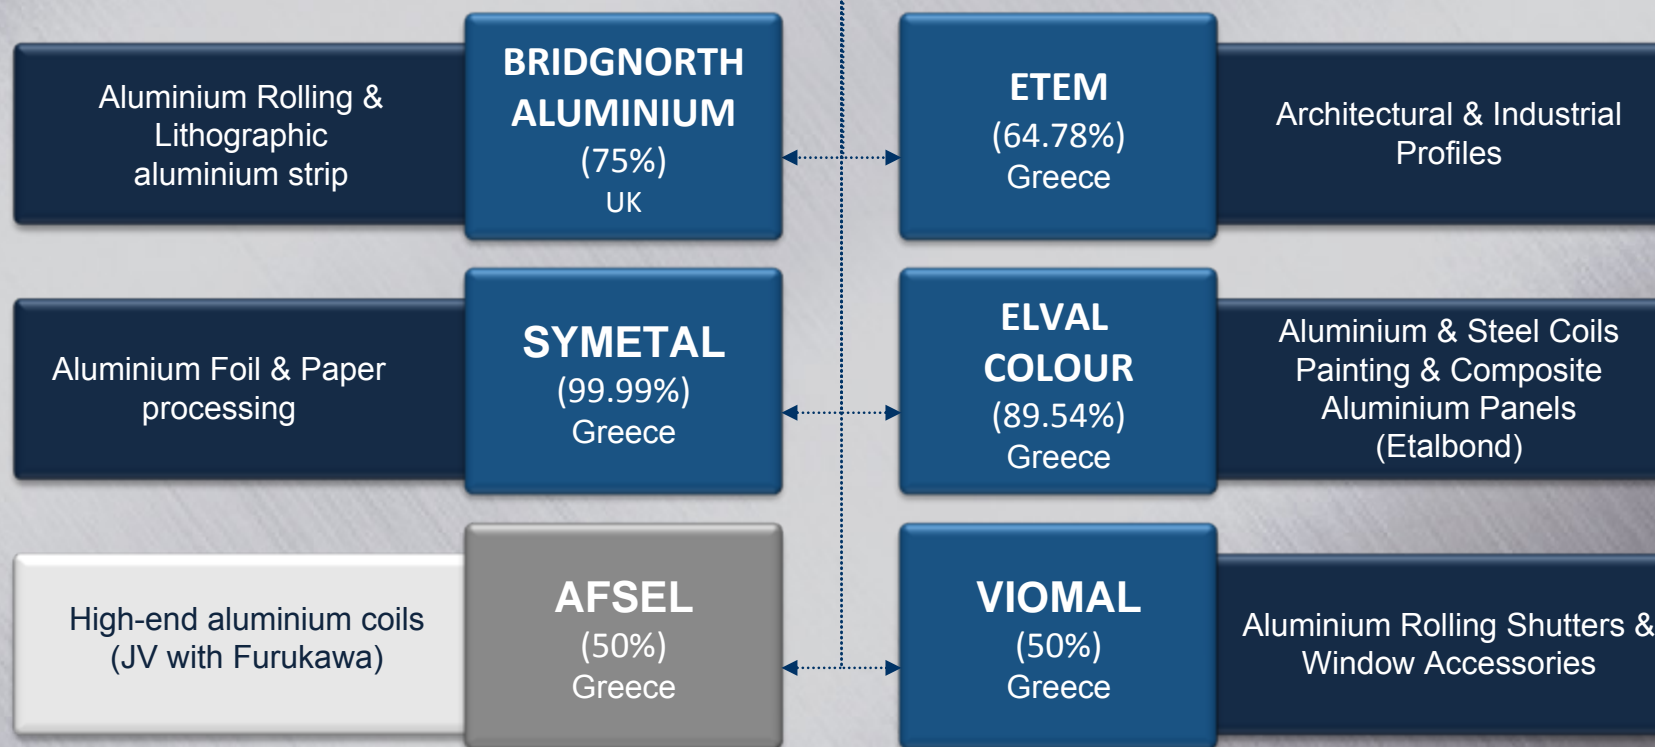 Aluminium Rolling &
Lithographic
aluminium strip
BRIDGNORTH
ALUMINIUM
(75%)
UK
ETEM
(64.78%)
Greece
Architectural & Industrial
Profiles
Aluminium Foil & Paper
processing
SYMETAL
(99.99%)
Greece
ELVAL
COLOUR
(89.54%)
Greece
Aluminium & Steel Coils
Painting & Composite
Aluminium Panels
(Etalbond)
High-end aluminium coils
(JV with Furukawa)
AFSEL
(50%)
Greece
VIOMAL
(50%)
Greece
Aluminium Rolling Shutters &
Window Accessories